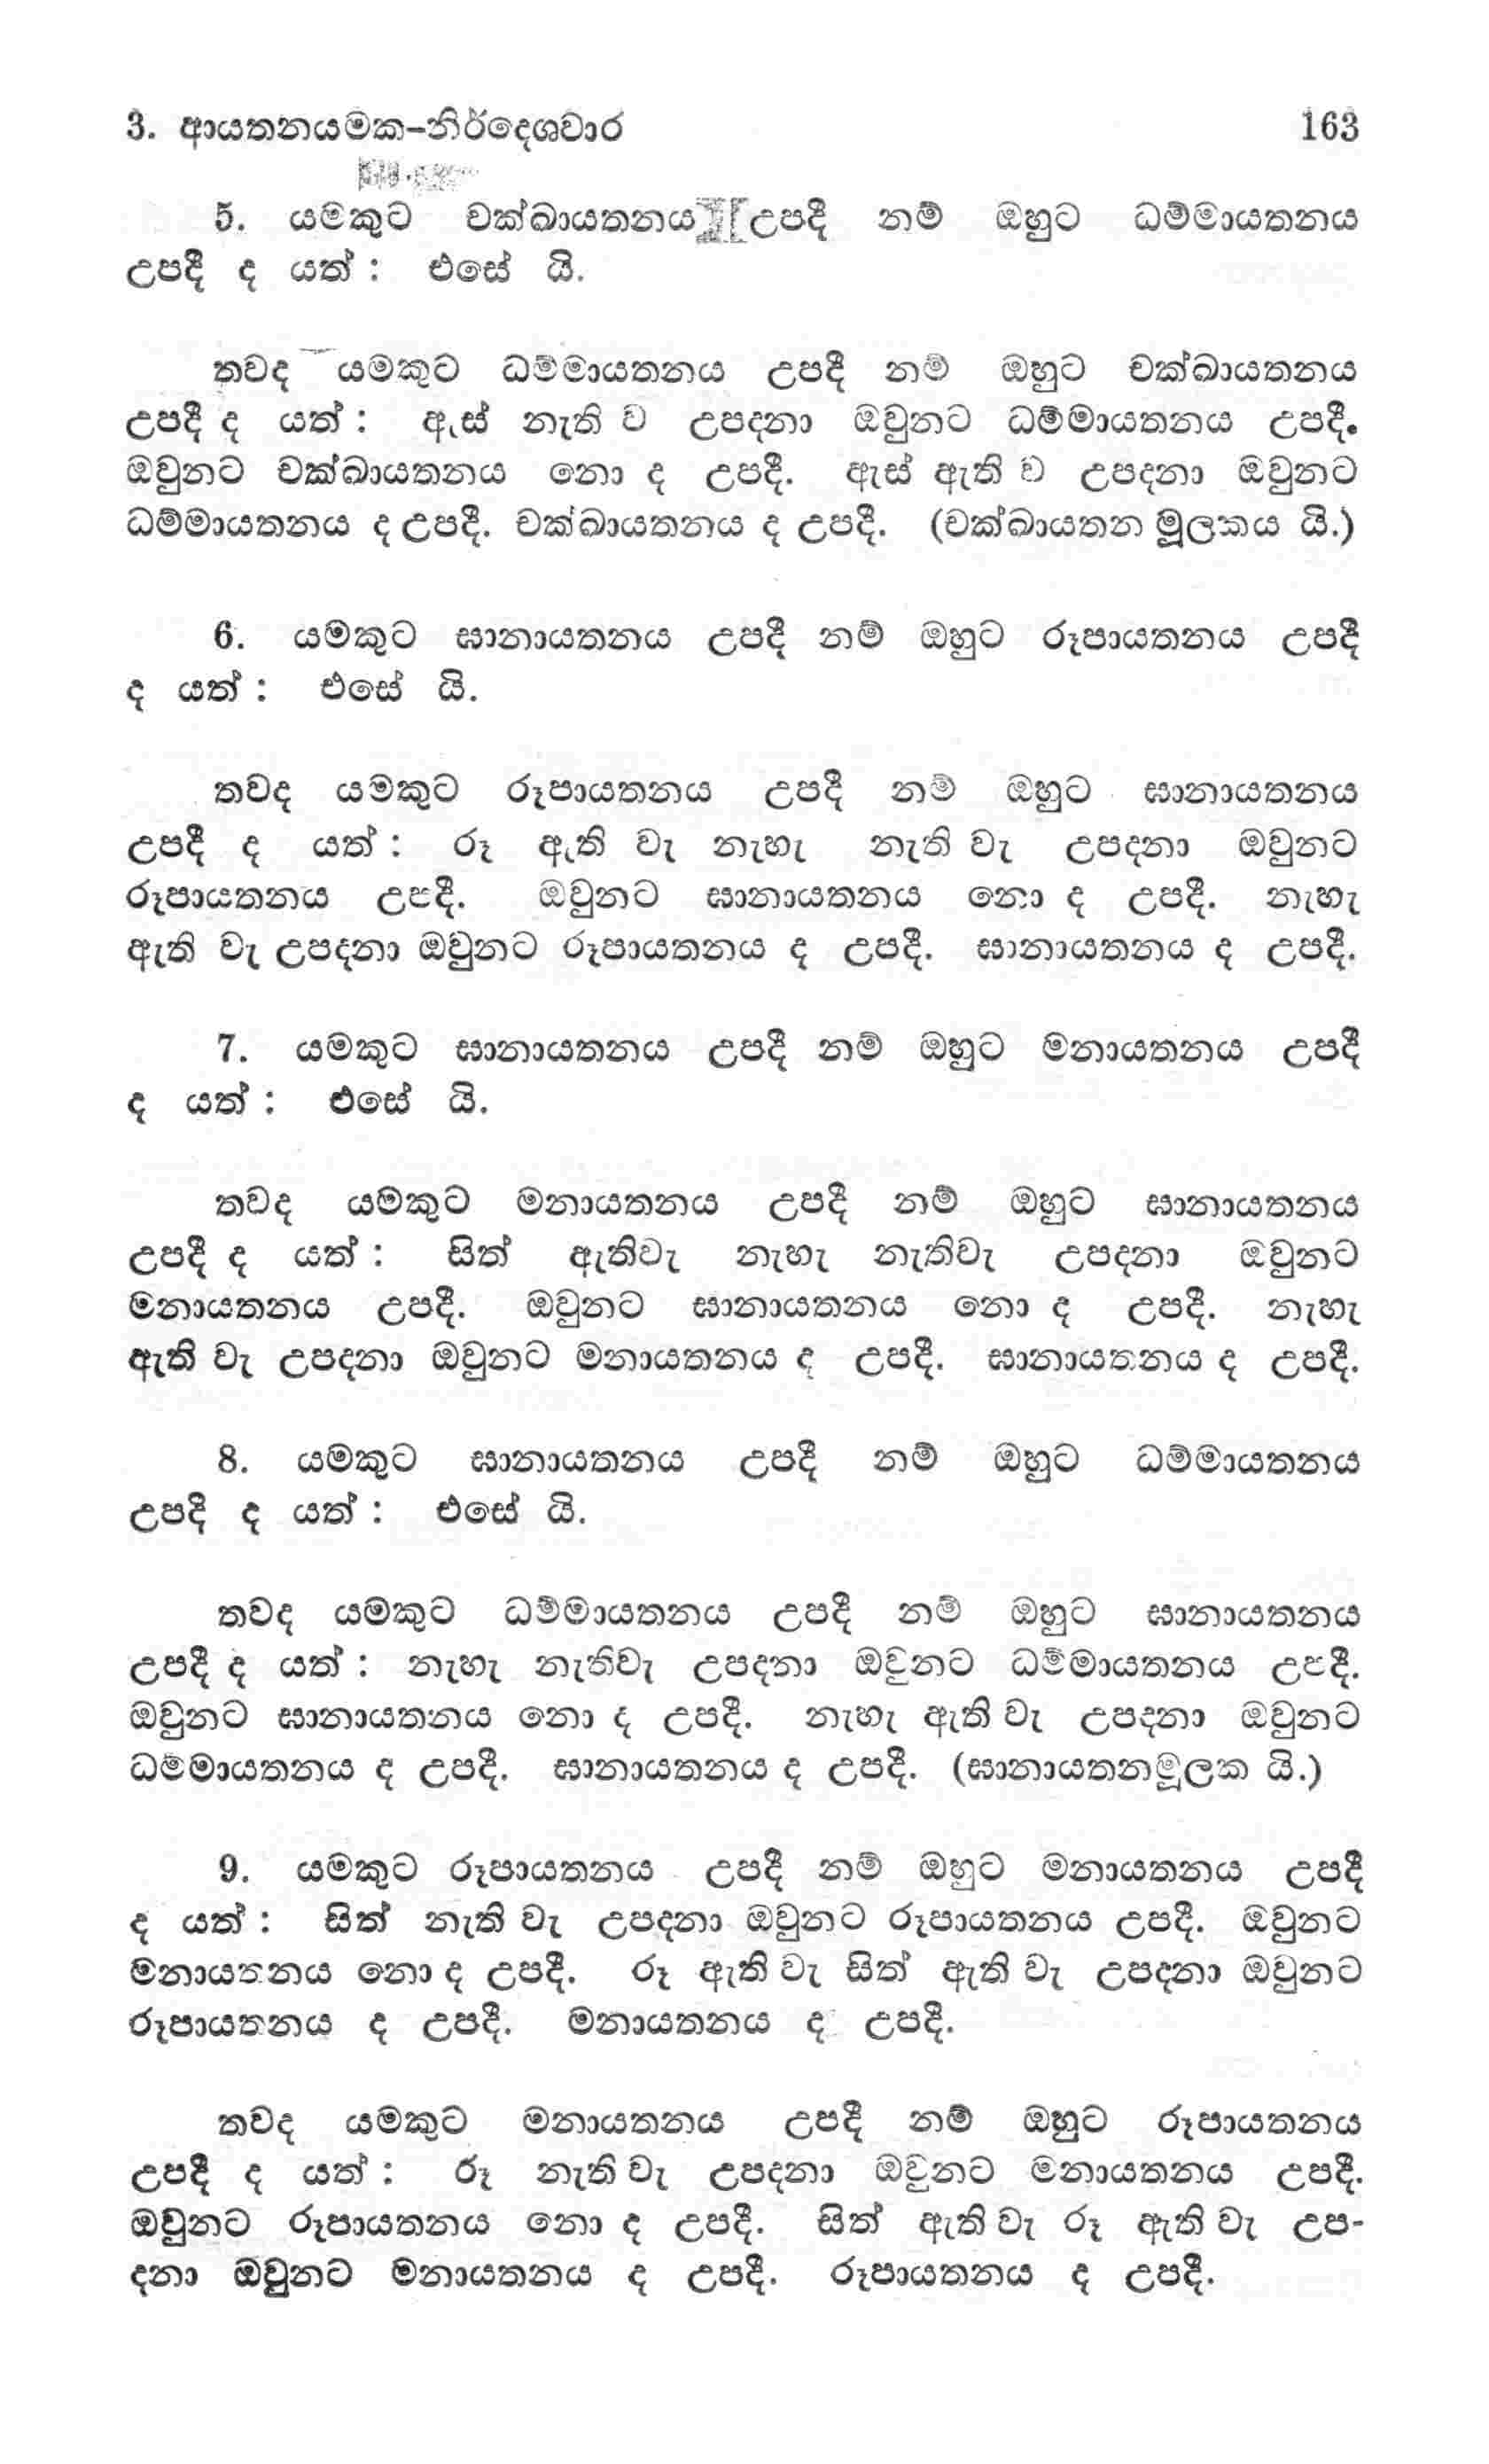 3. ආයතනයමක-නිර්දෙශවාර 163
5. යමකුට චක්ඛායතනය උපදී නම් ඔහුට ධම්මායතනය
උපදී ද යත් : එසේ යි.
තවද යමකුට ධම්මායතනය උපදී නම් ඔහුට චක්ඛායතනය
උපදී ද යත් : ඇස් නැති ව උපදනා ඔවුනට ධම්මායතනය උපදී.
ඔවුනට චක්ඛායතනය නො ද උපදී. ඇස් ඇති ව උපදනා ඔවුනට
ධම්මායතනය ද උපදී. චක්ඛායතනය ද උපදී. (චක්ඛායතන මූලකය යි.)
6. යමකුට ඝානායතනය උපදී නම් ඔහුට රූපායතනය උපදී
ද යත් : එසේ යි.
තවද යමකුට රූපායතනය උපදී නම් ඔහුට ඝානායතනය
උපදී ද යත් : රූ ඇති වැ නැහැ නැති වැ උපදනා ඔවුනට
රූපායතනය උපදී. ඔවුනට ඝානායතනය නො ද උපදී. නැහැ
ඇති වැ උපදනා ඔවුනට රූපායතනය ද උපදී. ඝානායතනය ද උපදී.
7. යමකුට ඝානායතනය උපදී නම් ඔහුට මනායතනය උපදී
ද යත් : එසේ යි.
තවද යමකුට මනායතනය උපදී නම් ඔහුට ඝානායතනය
උපදී ද යත් : සිත් ඇතිවැ නැහැ නැතිවැ උපදනා ඔවුනට
මනායතනය උපදී. ඔවුනට ඝානායතනය නො ද උපදී. නැහැ
ඇති වැ උපදනා ඔවුනට මනායතනය ද උපදී. ඝානායතනය ද උපදී.
8. යමකුට ඝානායතනය උපදී නම් ඔහුට ධම්මායතනය
උපදි ද යත් : එසේ යි.
තවද යමකුට ධම්මායතනය උපදී නම් ඔහුට ඝානායතනය
උපදී ද යත් : නැහැ නැතිවැ උපදනා ඔවුනට ධම්මායතනය උපදී.
ඔවුනට ඝානායතනය නො ද උපදී. නැහැ ඇති වැ උපදනා ඔවුනට
ධම්මායතනය ද උපදී. ඝානායතනය ද උපදී. (ඝානායතනමූලක යි.)
9. යමකුට රූපායතනය උපදී නම් ඔහුට මනායතනය උපදී
ද යත් : සිත් නැති වැ උපදනා ඔවුනට රූපායතනය උපදී. ඔවුනට
මනායතනය නො ද උපදී. රූ ඇති වැ සිත් ඇති වැ උපදනා ඔවුනට
රූපායතනය ද උපදී. මනායතනය ද උපදී.
තවද යමකුට මනායතනය උපදී නම් ඔහුට රූපායතනය
උපදී ද යත් : රූ නැති වැ උපදනා ඔවුනට මනායතනය උපදී.
ඔවුනට රූපායතනය නො ද උපදී. සිත් ඇති වැ රූ ඇති වැ උප-
දනා ඔවුනට මනායතනය ද උපදී. රූපායතනය ද උපදී.